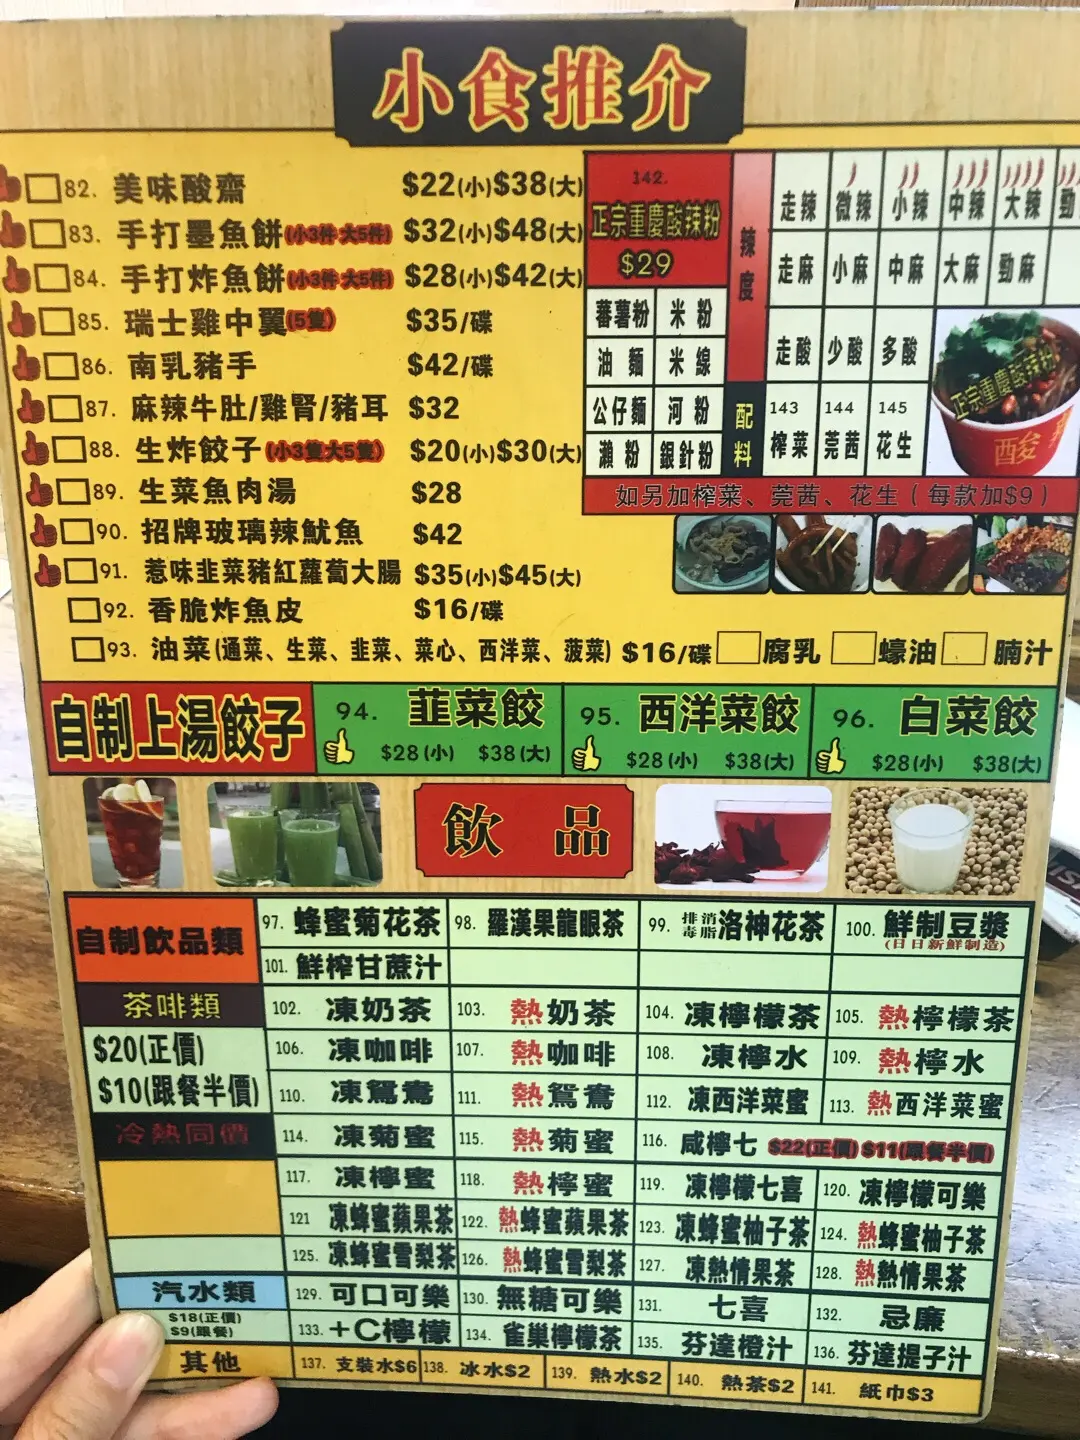 小食推介
82. 美味酸齋 $22(小)$38(大)
83. 手打墨魚餅(小3件 大5件) $32(小)$48(大)
84. 手打炸魚餅(小3件 大5件) $28(小)$42(大)
85. 瑞士雞中翼(5隻) $35/碟
86. 南乳豬手 $42/碟
87. 麻辣牛肚/雞腎/豬耳 $32
88. 生炸餃子(小3隻大5隻) $20(小)$30(大)
89. 生菜魚肉湯 $28
90. 招牌玻璃辣魷魚 $42
91. 惹味韭菜豬紅蘿蔔大腸 $35(小)$45(大)
92. 香脆炸魚皮 $16/碟
93. 油菜(通菜、生菜、韭菜、菜心、西洋菜、菠菜) $16/碟 腐乳 蠔油 腩汁
142.
正宗重慶酸辣粉
$29
蕃薯粉 米粉
油麵 米線
公仔麵 河粉
瀨粉 銀針粉
辣度
走辣 微辣 小辣 中辣 大辣 勁
走麻 小麻 中麻 大麻 勁麻
走酸 少酸 多酸
配料
143 榨菜 144 莞茜 145 花生
正宗重慶酸辣粉
酸
如另加榨菜、莞茜、花生（每款加$9）
自制上湯餃子
94. 韮菜餃 $28(小) $38(大)
95. 西洋菜餃 $28(小) $38(大)
96. 白菜餃 $28(小) $38(大)
飲品
自制飲品類
97. 蜂蜜菊花茶 98. 羅漢果龍眼茶 99. 排毒消脂洛神花茶 100. 鮮制豆漿
(日日新鮮制造)
101. 鮮榨甘蔗汁
茶啡類
$20(正價)
$10(跟餐半價)
冷熱同價
102. 凍奶茶 103. 熱奶茶 104. 凍檸檬茶 105. 熱檸檬茶
106. 凍咖啡 107. 熱咖啡 108. 凍檸水 109. 熱檸水
110. 凍鴛鴦 111. 熱鴛鴦 112. 凍西洋菜蜜 113. 熱西洋菜蜜
114. 凍菊蜜 115. 熱菊蜜 116. 咸檸七 $22(正價) $11(跟餐半價)
117. 凍檸蜜 118. 熱檸蜜 119. 凍檸檬七喜 120. 凍檸檬可樂
121 凍蜂蜜蘋果茶 122. 熱蜂蜜蘋果茶 123. 凍蜂蜜柚子茶 124. 熱蜂蜜柚子茶
125. 凍蜂蜜雪梨茶 126. 熱蜂蜜雪梨茶 127. 凍熱情果茶 128. 熱熱情果茶
汽水類
$18(正價)
$9(跟餐)
129. 可口可樂 130. 無糖可樂 131. 七喜 132. 忌廉
133. +C檸檬 134. 雀巢檸檬茶 135. 芬達橙汁 136. 芬達提子汁
其他
137. 支裝水$6 138. 冰水$2 139. 熱水$2 140. 熱茶$2 141. 紙巾$3